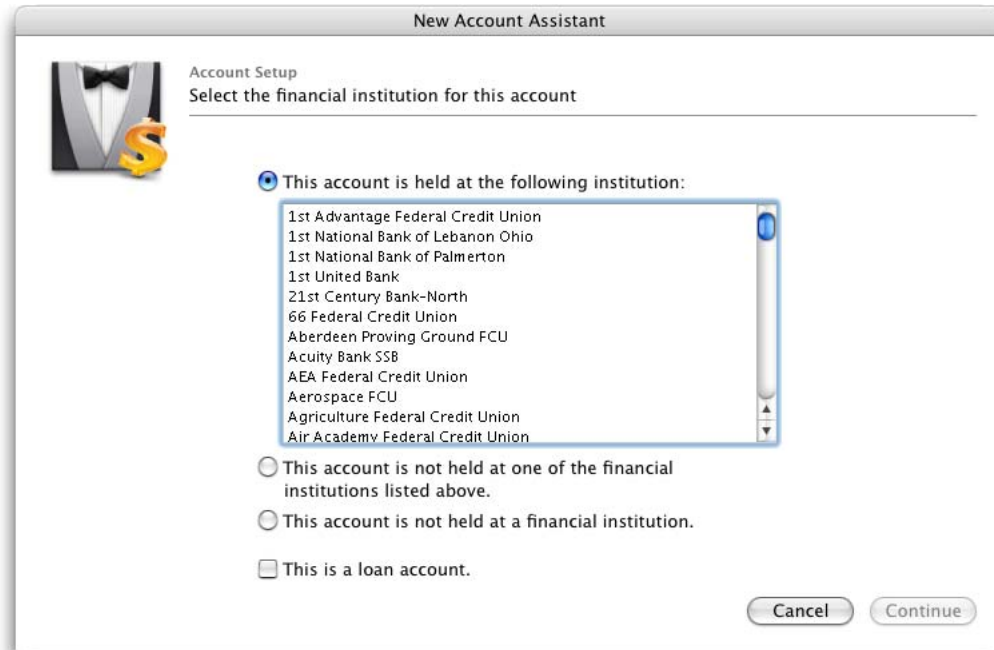 New Account Assistant
Account Setup
Select the financial institution for this account
This account is held at the following institution:
1st Advantage Federal Credit Union
1st National Bank of Lebanon Ohio
1st National Bank of Palmerton
1st United Bank
21st Century Bank-North
66 Federal Credit Union
Aberdeen Proving Ground FCU
Acuity Bank SSB
AEA Federal Credit Union
Aerospace FCU
Agriculture Federal Credit Union
Air Academy Federal Credit Union
This account is not held at one of the financial
institutions listed above.
This account is not held at a financial institution.
This is a loan account.
Cancel Continue